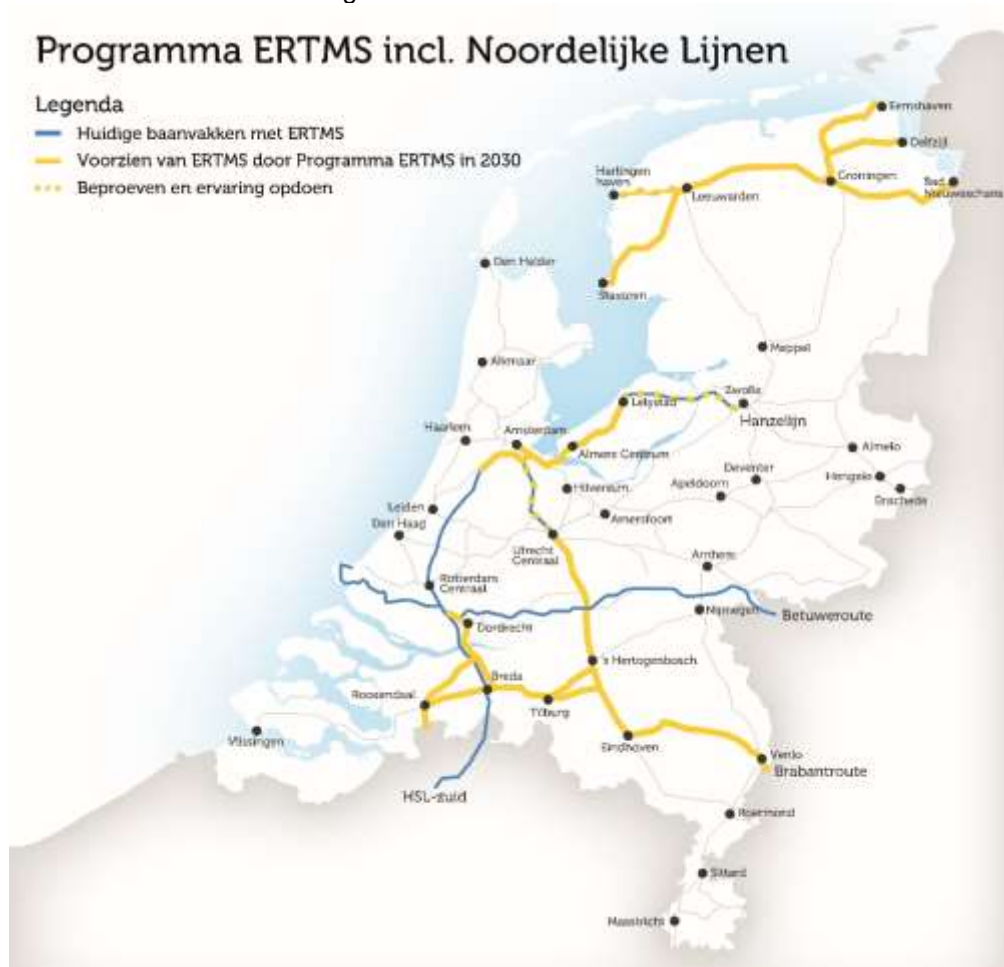 Programma ERTMS incl. Noordelijke Lijnen
Legenda
Huidige baanvakken met ERTMS
Voorzien van ERTMS door Programma ERTMS in 2030
Beproeven en ervaring opdoen
Eemshaven
Delfzijl
Harlingen
haven
Groningen
Bad
Nieuweschans
Leeuwarden
Den Helder
Stavoren
Meppel
Alkmaar
Zwolle
Lelystad
Hanzelijn
Haarlem
Amsterdam
Almere Centrum
Almelo
Deventer
Hengelo
Apeldoorn
Hilversum
Enschede
Leiden
Amersfoort
Den Haag
Utrecht
Centraal
Arnhem
Rotterdam
Centraal
Nijmegen
Betuweroute
Dordrecht
's Hertogenbosch
Breda
Roosendaal
Tilburg
Vlissingen
Eindhoven
Venlo
Brabantroute
HSL-zuid
Roermond
Sittard
Maastricht